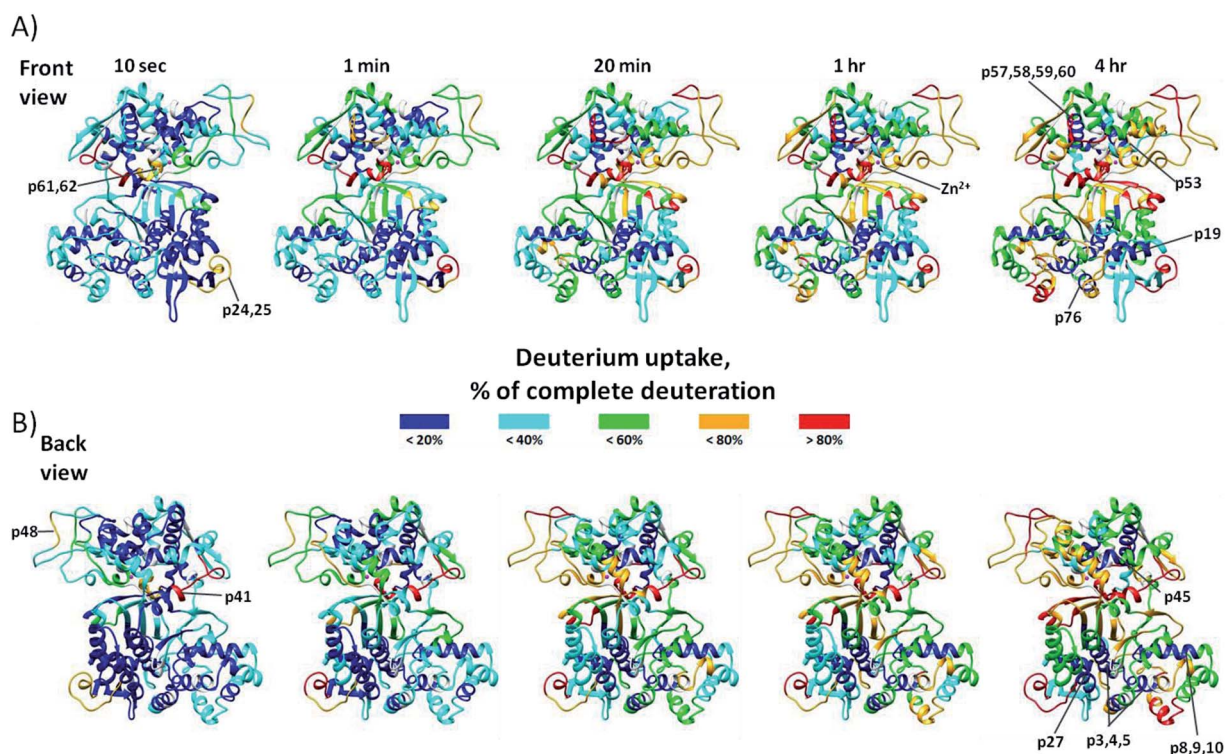 A)
Front view
10 sec
1 min
20 min
1 hr
4 hr
p57,58,59,60
p53
p61,62
Zn²⁺
p19
p24,25
p76
Deuterium uptake,
% of complete deuteration
< 20%
< 40%
< 60%
< 80%
> 80%
B)
Back view
p48
p41
p45
p27
p3,4,5
p8,9,10